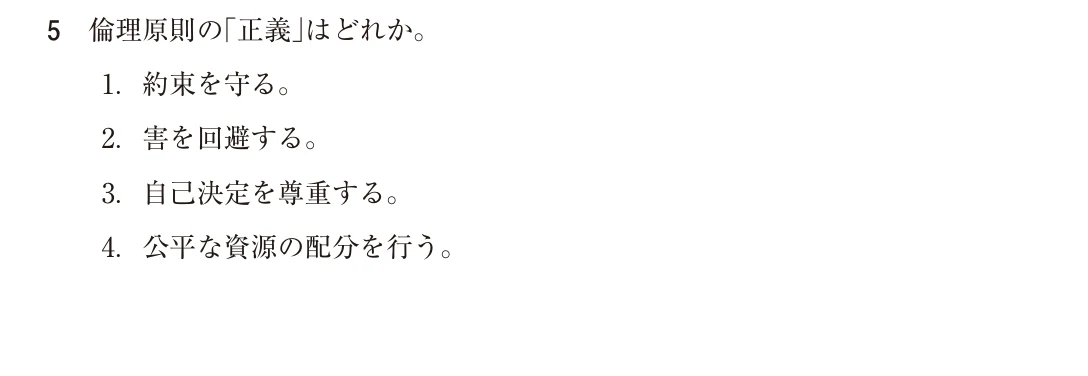 5 倫理原則の「正義」はどれか。
1. 約束を守る。
2. 害を回避する。
3. 自己決定を尊重する。
4. 公平な資源の配分を行う。